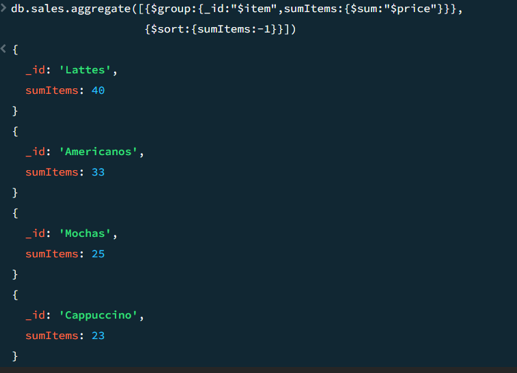 > db.sales.aggregate([{$group:{_id:"$item",sumItems:{$sum:"$price"}}},
{$sort:{sumItems:-1}}])
< {
_id: 'Lattes',
sumItems: 40
}
{
_id: 'Americanos',
sumItems: 33
}
{
_id: 'Mochas',
sumItems: 25
}
{
_id: 'Cappuccino',
sumItems: 23
}